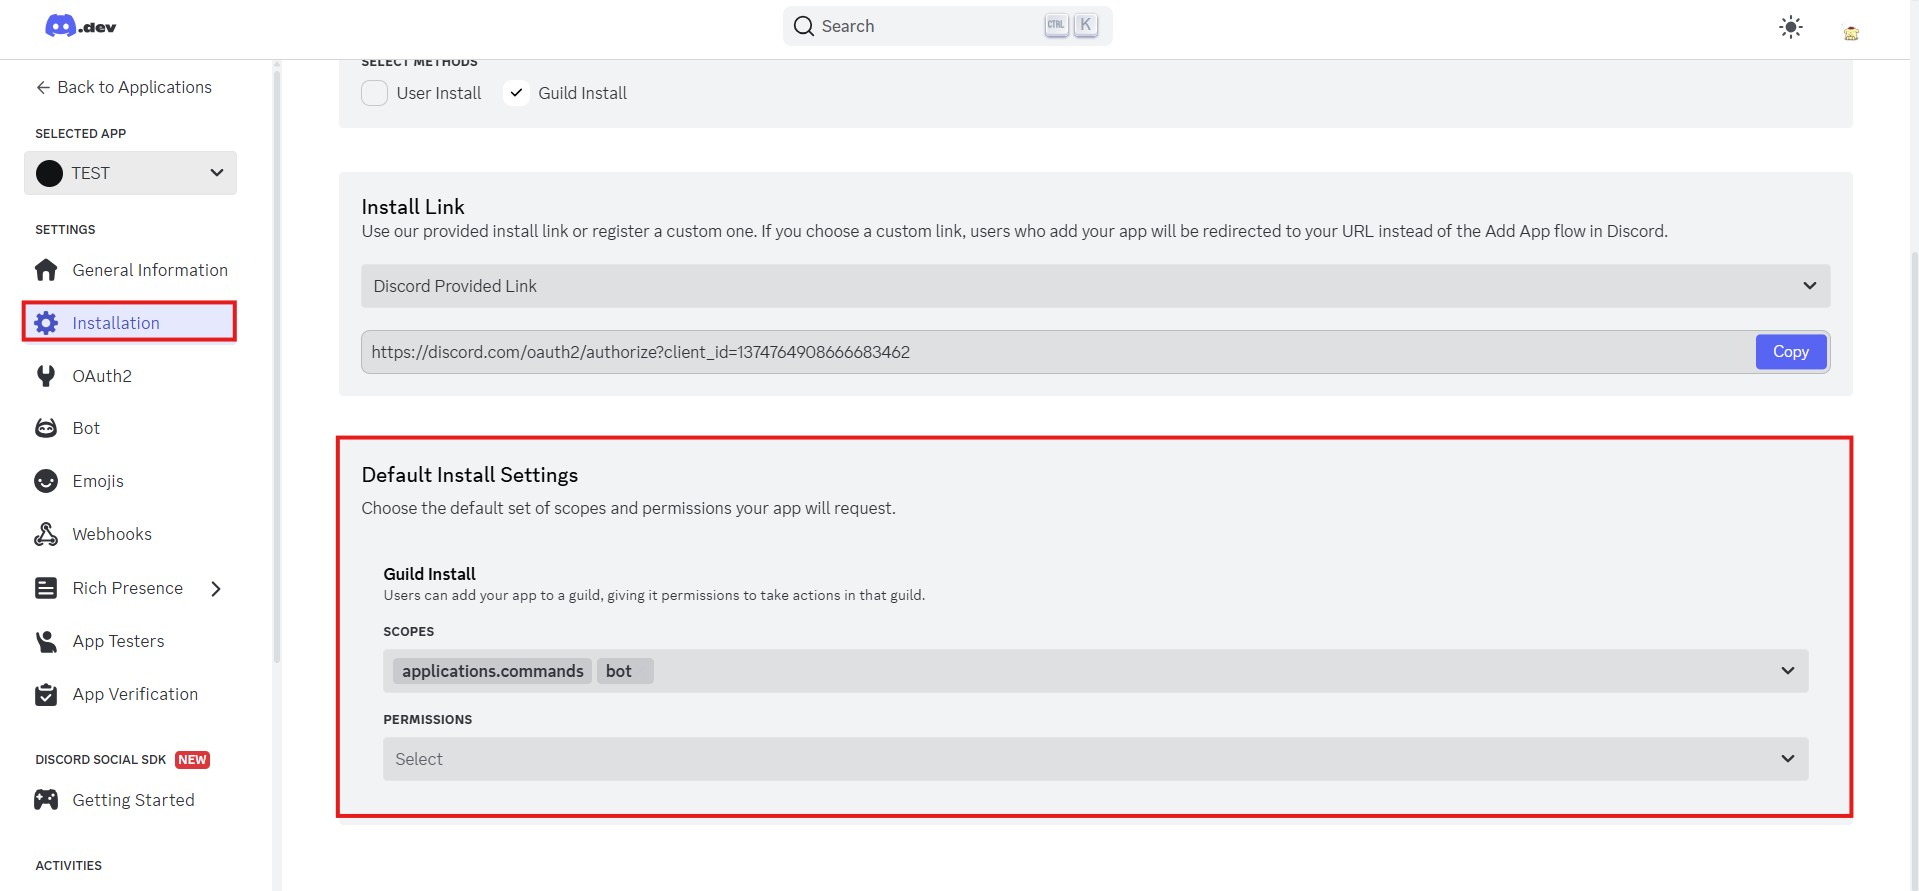 .dev
Search
CTRL K
← Back to Applications
SELECTED APP
TEST
SETTINGS
General Information
Installation
OAuth2
Bot
Emojis
Webhooks
Rich Presence
App Testers
App Verification
DISCORD SOCIAL SDK NEW
Getting Started
ACTIVITIES
SELECT METHODS
User Install Guild Install
Install Link
Use our provided install link or register a custom one. If you choose a custom link, users who add your app will be redirected to your URL instead of the Add App flow in Discord.
Discord Provided Link
https://discord.com/oauth2/authorize?client_id=1374764908666683462 Copy
Default Install Settings
Choose the default set of scopes and permissions your app will request.
Guild Install
Users can add your app to a guild, giving it permissions to take actions in that guild.
SCOPES
applications.commands bot
PERMISSIONS
Select